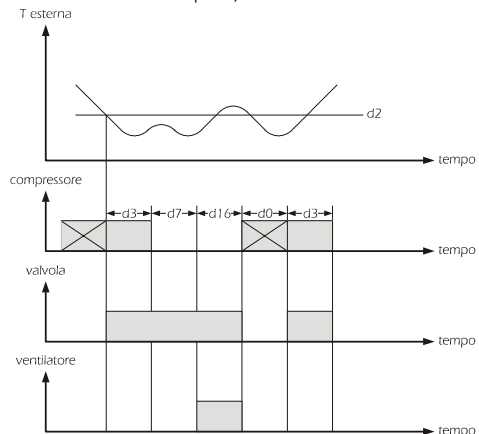 T esterna
d2
tempo
compressore
d3 d7 d16 d0 d3
tempo
valvola
tempo
ventilatore
tempo